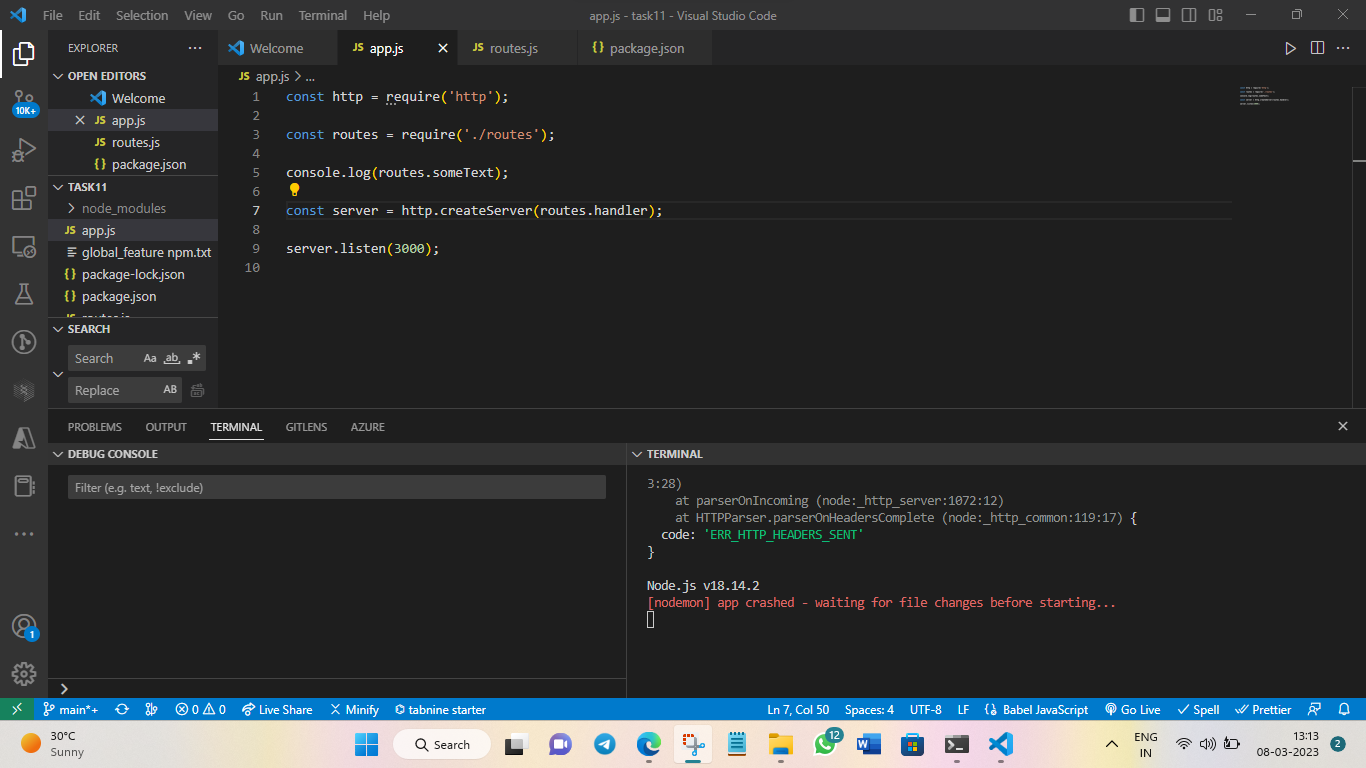 File Edit Selection View Go Run Terminal Help
app.js - task11 - Visual Studio Code
EXPLORER
Welcome
JS app.js
JS routes.js
{} package.json
OPEN EDITORS
Welcome
JS app.js
JS routes.js
{} package.json
TASK11
node_modules
JS app.js
global_feature npm.txt
{} package-lock.json
{} package.json
SEARCH
Search Aa ab
Replace AB
10K+
1
JS app.js > ...
1 const http = require('http');
2
3 const routes = require('./routes');
4
5 console.log(routes.someText);
6
7 const server = http.createServer(routes.handler);
8
9 server.listen(3000);
10
PROBLEMS OUTPUT TERMINAL GITLENS AZURE
DEBUG CONSOLE
Filter (e.g. text, !exclude)
TERMINAL
3:28)
at parserOnIncoming (node:_http_server:1072:12)
at HTTPParser.parserOnHeadersComplete (node:_http_common:119:17) {
code: 'ERR_HTTP_HEADERS_SENT'
}
Node.js v18.14.2
[nodemon] app crashed - waiting for file changes before starting...
main*+ 0 0 Live Share Minify tabnine starter
Ln 7, Col 50 Spaces: 4 UTF-8 LF Babel JavaScript Go Live Spell Prettier
30°C
Sunny
Search
12
ENG
IN
13:13
08-03-2023
2